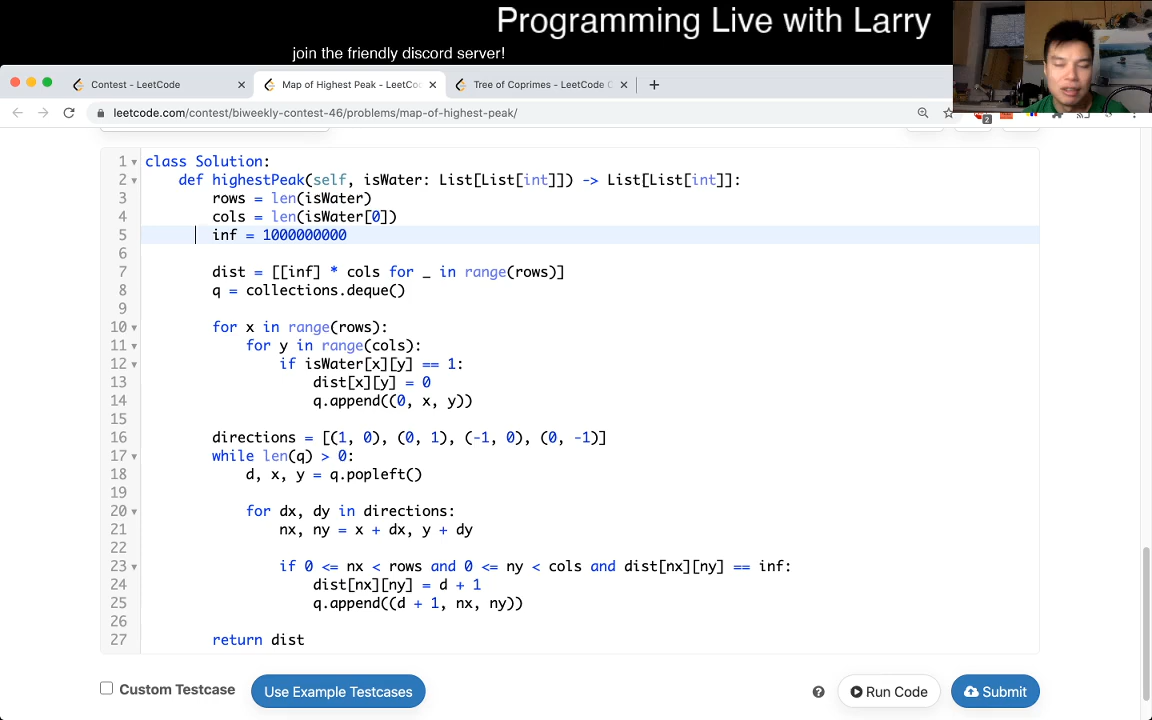 Programming Live with Larry
join the friendly discord server!
Contest - LeetCode
Map of Highest Peak - LeetCo
Tree of Coprimes - LeetCode C
leetcode.com/contest/biweekly-contest-46/problems/map-of-highest-peak/
2
1 class Solution:
2 def highestPeak(self, isWater: List[List[int]]) -> List[List[int]]:
3 rows = len(isWater)
4 cols = len(isWater[0])
5 inf = 1000000000
6
7 dist = [[inf] * cols for _ in range(rows)]
8 q = collections.deque()
9
10 for x in range(rows):
11 for y in range(cols):
12 if isWater[x][y] == 1:
13 dist[x][y] = 0
14 q.append((0, x, y))
15
16 directions = [(1, 0), (0, 1), (-1, 0), (0, -1)]
17 while len(q) > 0:
18 d, x, y = q.popleft()
19
20 for dx, dy in directions:
21 nx, ny = x + dx, y + dy
22
23 if 0 <= nx < rows and 0 <= ny < cols and dist[nx][ny] == inf:
24 dist[nx][ny] = d + 1
25 q.append((d + 1, nx, ny))
26
27 return dist
Custom Testcase
Use Example Testcases
?
Run Code
Submit